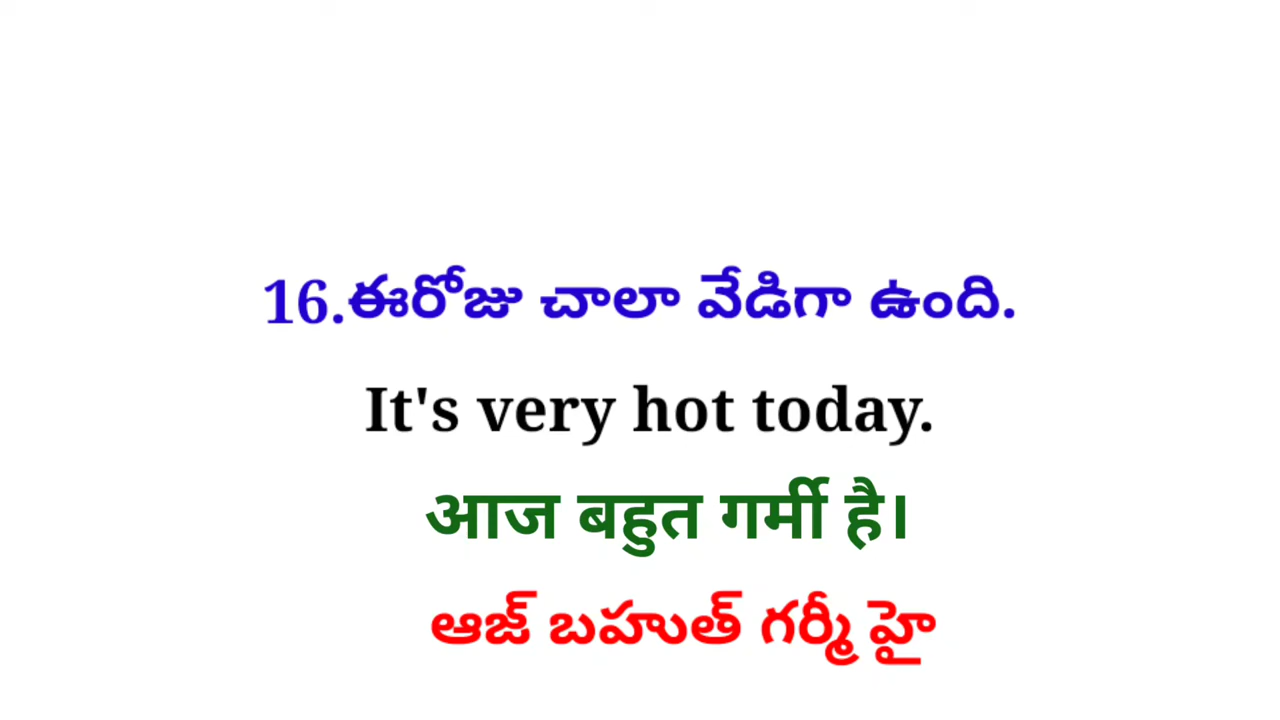 16.ఈరోజు చాలా వేడిగా ఉంది.
It's very hot today.
आज बहुत गर्मी है।
ఆజ్ బహుత్ గర్మీ హై